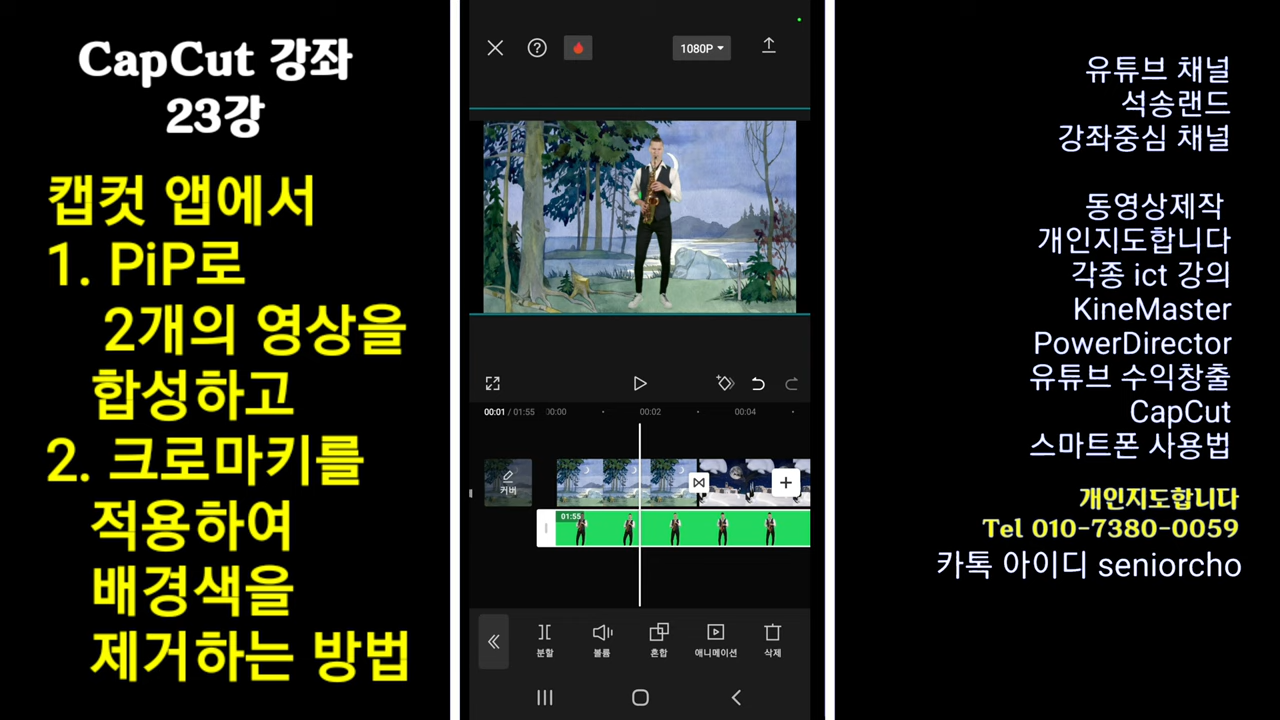 CapCut 강좌
23강
캡컷 앱에서
1. PiP로
2개의 영상을
합성하고
2. 크로마키를
적용하여
배경색을
제거하는 방법
1080P
00:01 / 01:55
00:00
00:02
00:04
커버
01:55
분할
볼륨
혼합
애니메이션
삭제
유튜브 채널
석송랜드
강좌중심 채널
동영상제작
개인지도합니다
각종 ict 강의
KineMaster
PowerDirector
유튜브 수익창출
CapCut
스마트폰 사용법
개인지도합니다
Tel 010-7380-0059
카톡 아이디 seniorcho